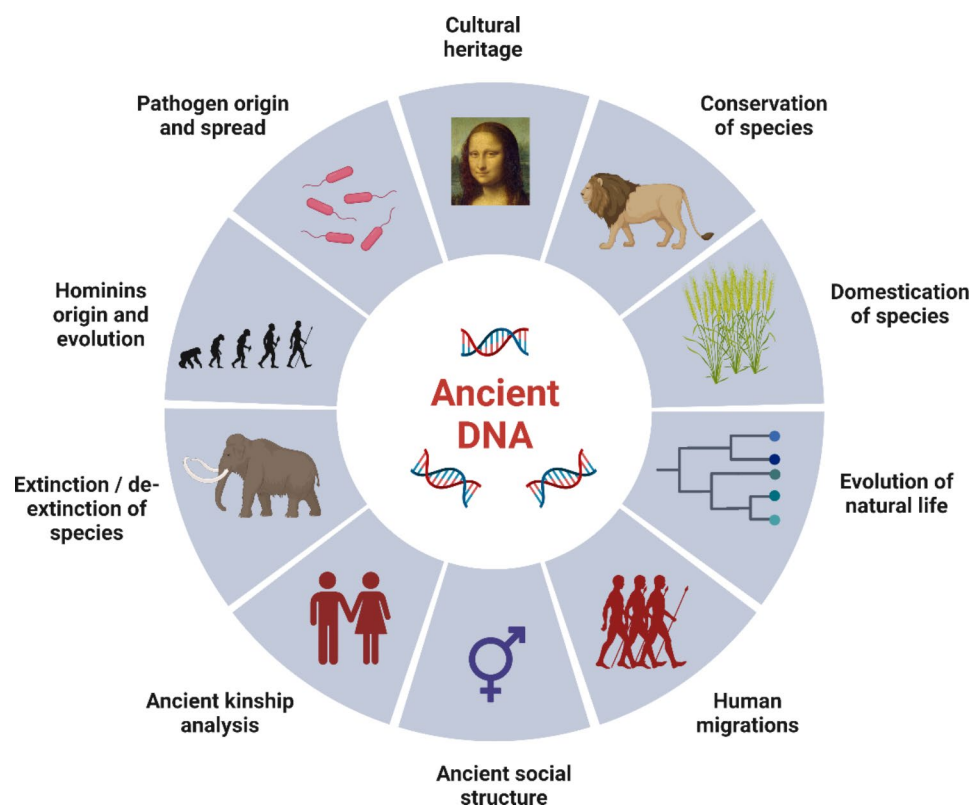 Cultural
heritage
Conservation
of species
Domestication
of species
Evolution of
natural life
Human
migrations
Ancient social
structure
Ancient kinship
analysis
Extinction / de-
extinction of
species
Hominins
origin and
evolution
Pathogen origin
and spread
Ancient
DNA